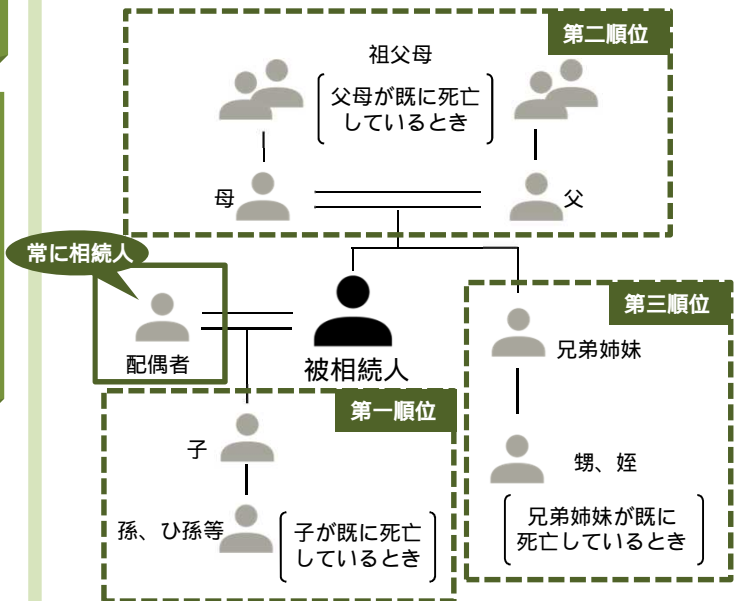 第二順位
祖父母
父母が既に死亡
しているとき
母
父
常に相続人
配偶者
被相続人
第三順位
兄弟姉妹
甥、姪
兄弟姉妹が既に
死亡しているとき
第一順位
子
孫、ひ孫等
子が既に死亡
しているとき